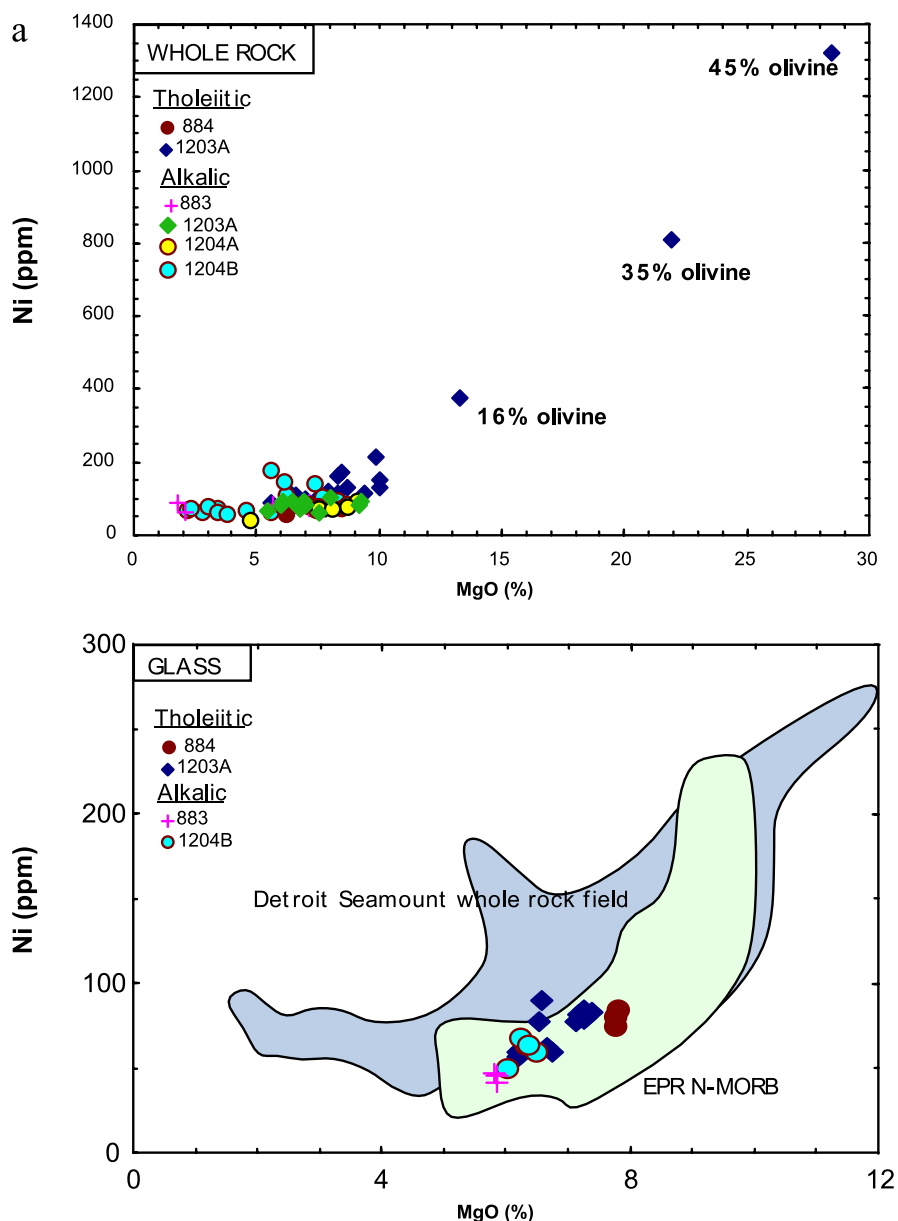 a
1400
WHOLE ROCK
45% olivine
1200
Tholeiitic
884
1203A
1000
Alkalic
883
1203A
1204A
1204B
800
35% olivine
Ni (ppm)
600
400
16% olivine
200
0
0 5 10 15 20 25 30
MgO (%)
300
GLASS
Tholeiitic
884
1203A
Alkalic
883
1204B
200
Detroit Seamount whole rock field
Ni (ppm)
100
EPR N-MORB
0
0 4 6 8 12
2 10
MgO (%)